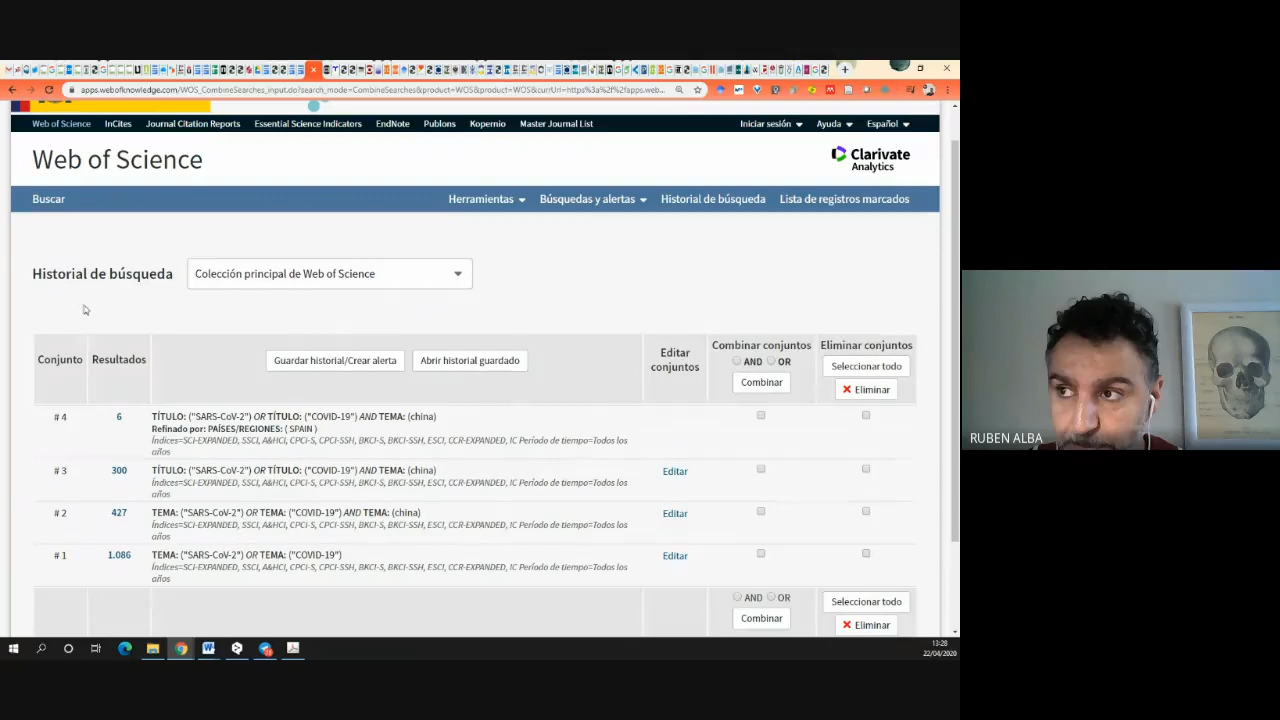 apps.webofknowledge.com/WOS_CombineSearches_input.do?search_mode=CombineSearches&product=WOS&currUrl=https%3a%2f%2fapps.web...
Web of Science InCites Journal Citation Reports Essential Science Indicators EndNote Publons Kopernio Master Journal List Iniciar sesión Ayuda Español
Web of Science
Clarivate
Analytics
Buscar Herramientas Búsquedas y alertas Historial de búsqueda Lista de registros marcados
Historial de búsqueda Colección principal de Web of Science
Conjunto Resultados Guardar historial/Crear alerta Abrir historial guardado Editar conjuntos Combinar conjuntos Eliminar conjuntos
AND OR Seleccionar todo
Combinar Eliminar
# 4 6 TÍTULO: ("SARS-CoV-2") OR TÍTULO: ("COVID-19") AND TEMA: (china)
Refinado por: PAÍSES/REGIONES: ( SPAIN )
Índices=SCI-EXPANDED, SSCI, A&HCI, CPCI-S, CPCI-SSH, BKCI-S, BKCI-SSH, ESCI, CCR-EXPANDED, IC Período de tiempo=Todos los
años
# 3 300 TÍTULO: ("SARS-CoV-2") OR TÍTULO: ("COVID-19") AND TEMA: (china) Editar
Índices=SCI-EXPANDED, SSCI, A&HCI, CPCI-S, CPCI-SSH, BKCI-S, BKCI-SSH, ESCI, CCR-EXPANDED, IC Período de tiempo=Todos los
años
# 2 427 TEMA: ("SARS-CoV-2") OR TEMA: ("COVID-19") AND TEMA: (china) Editar
Índices=SCI-EXPANDED, SSCI, A&HCI, CPCI-S, CPCI-SSH, BKCI-S, BKCI-SSH, ESCI, CCR-EXPANDED, IC Período de tiempo=Todos los
años
# 1 1.086 TEMA: ("SARS-CoV-2") OR TEMA: ("COVID-19") Editar
Índices=SCI-EXPANDED, SSCI, A&HCI, CPCI-S, CPCI-SSH, BKCI-S, BKCI-SSH, ESCI, CCR-EXPANDED, IC Período de tiempo=Todos los
años
AND OR Seleccionar todo
Combinar Eliminar
13:28
22/04/2020
RUBEN ALBA